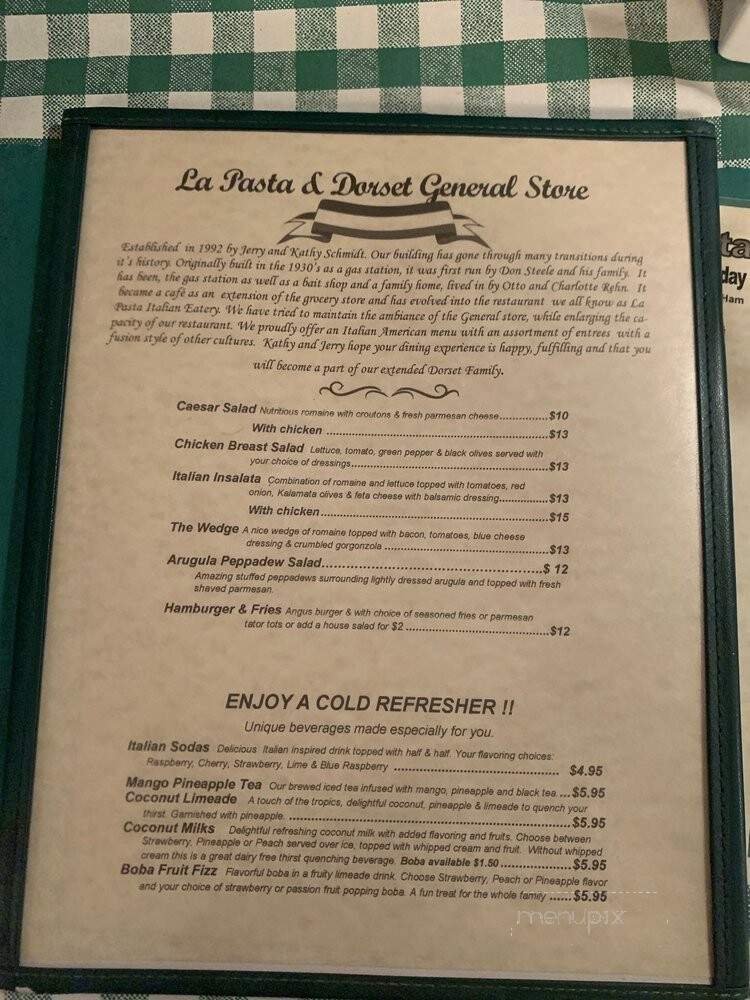 La Pasta & Dorset General Store
Established in 1992 by Jerry and Kathy Schmidt. Our building has gone through many transitions during
it's history. Originally built in the 1930's as a gas station, it was first run by Don Steele and his family. It
has been, the gas station as well as a bait shop and a family home, lived in by Otto and Charlotte Rehn. It
became a café as an extension of the grocery store and has evolved into the restaurant we all know as La
Pasta Italian Eatery. We have tried to maintain the ambiance of the General store, while enlarging the ca-
pacity of our restaurant. We proudly offer an Italian American menu with an assortment of entrees with a
fusion style of other cultures. Kathy and Jerry hope your dining experience is happy, fulfilling and that you
will become a part of our extended Dorset Family.
Caesar Salad Nutritious romaine with croutons & fresh parmesan cheese...............$10
With chicken ............................................................$13
Chicken Breast Salad Lettuce, tomato, green pepper & black olives served with
your choice of dressings.......................................................$13
Italian Insalata Combination of romaine and lettuce topped with tomatoes, red
onion, Kalamata olives & feta cheese with balsamic dressing..............$13
With chicken..............................................................$15
The Wedge A nice wedge of romaine topped with bacon, tomatoes, blue cheese
dressing & crumbled gorgonzola ..............................................$13
Arugula Peppadew Salad...................................................$ 12
Amazing stuffed peppadews surrounding lightly dressed arugula and topped with fresh
shaved parmesan.
Hamburger & Fries Angus burger & with choice of seasoned fries or parmesan
tator tots or add a house salad for $2 ........................................$12
ENJOY A COLD REFRESHER !!
Unique beverages made especially for you.
Italian Sodas Delicious Italian inspired drink topped with half & half. Your flavoring choices:
Raspberry, Cherry, Strawberry, Lime & Blue Raspberry ............................................. $4.95
Mango Pineapple Tea Our brewed iced tea infused with mango, pineapple and black tea....$5.95
Coconut Limeade A touch of the tropics, delightful coconut, pineapple & limeade to quench your
thirst. Garnished with pineapple. ..............................................................................$5.95
Coconut Milks Delightful refreshing coconut milk with added flavoring and fruits. Choose between
Strawberry, Pineapple or Peach served over ice, topped with whipped cream and fruit. Without whipped
cream this is a great dairy free thirst quenching beverage. Boba available $1.50...................$5.95
Boba Fruit Fizz Flavorful boba in a fruity limeade drink. Choose Strawberry, Peach or Pineapple flavor
and your choice of strawberry or passion fruit popping boba. A fun treat for the whole family ......$5.95
menupix
ta
day
Ham